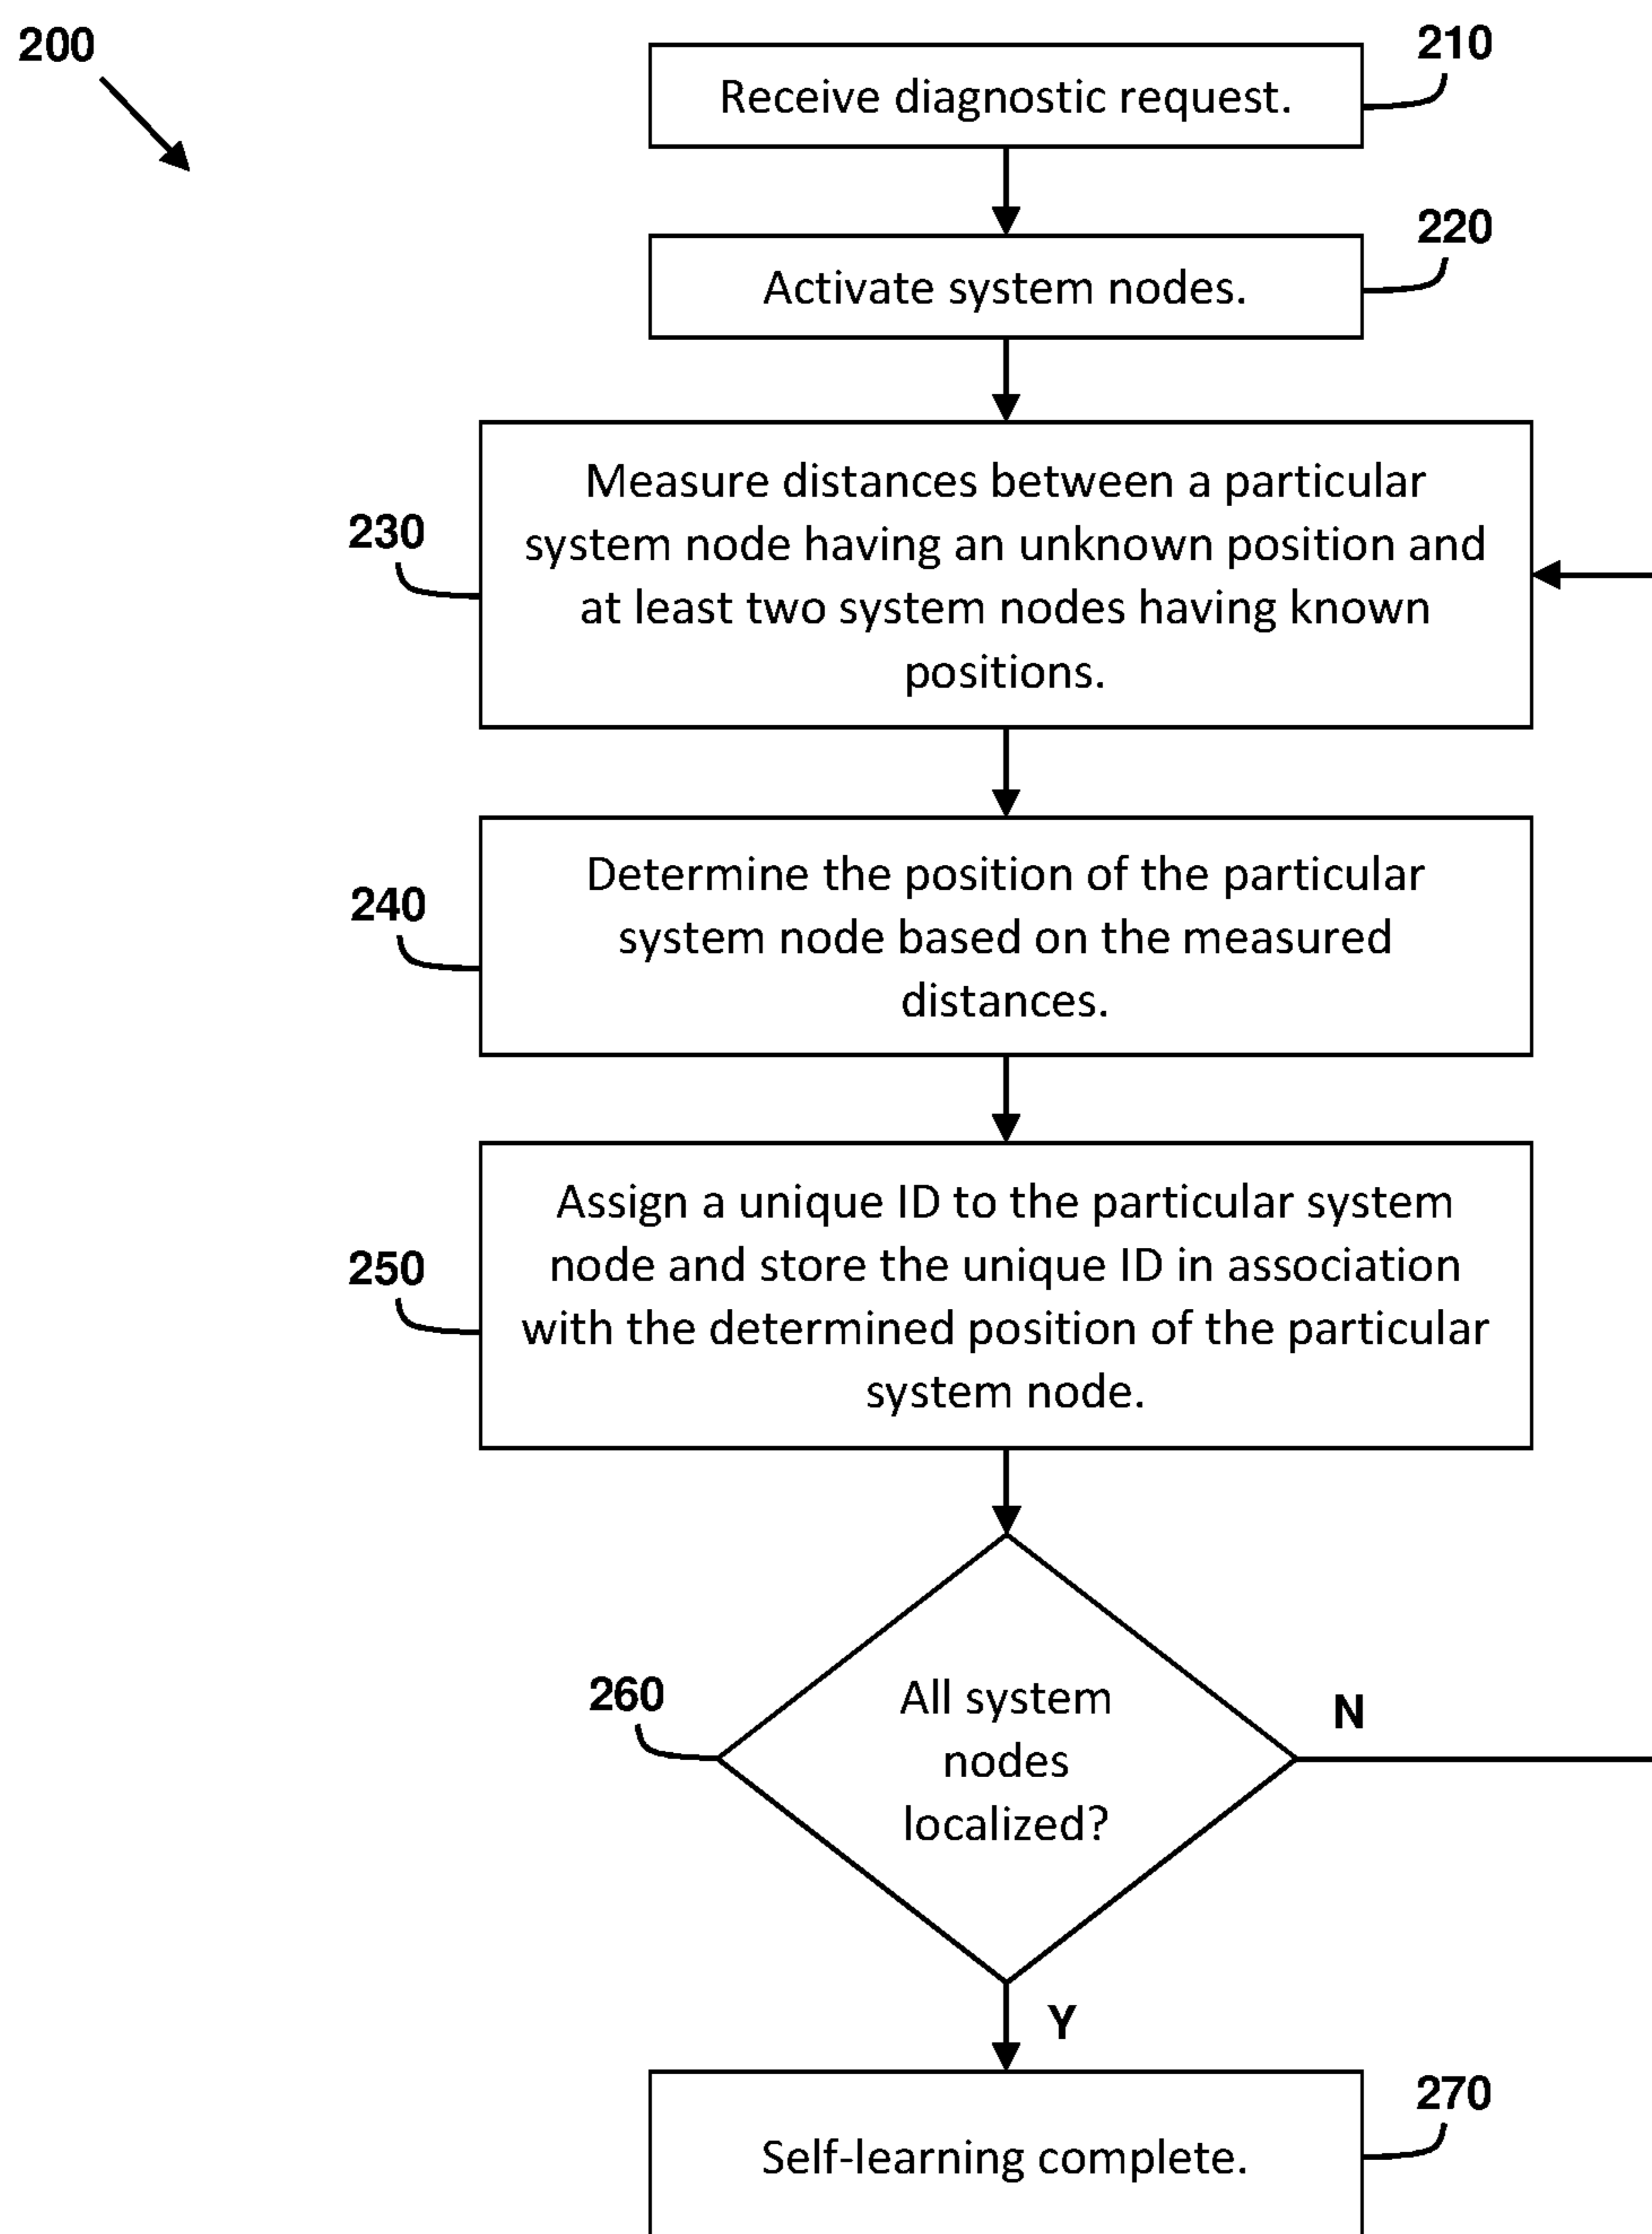 200
210
Receive diagnostic request.
220
Activate system nodes.
230
Measure distances between a particular
system node having an unknown position and
at least two system nodes having known
positions.
240
Determine the position of the particular
system node based on the measured
distances.
250
Assign a unique ID to the particular system
node and store the unique ID in association
with the determined position of the particular
system node.
260
All system
nodes
localized?
N
Y
270
Self-learning complete.